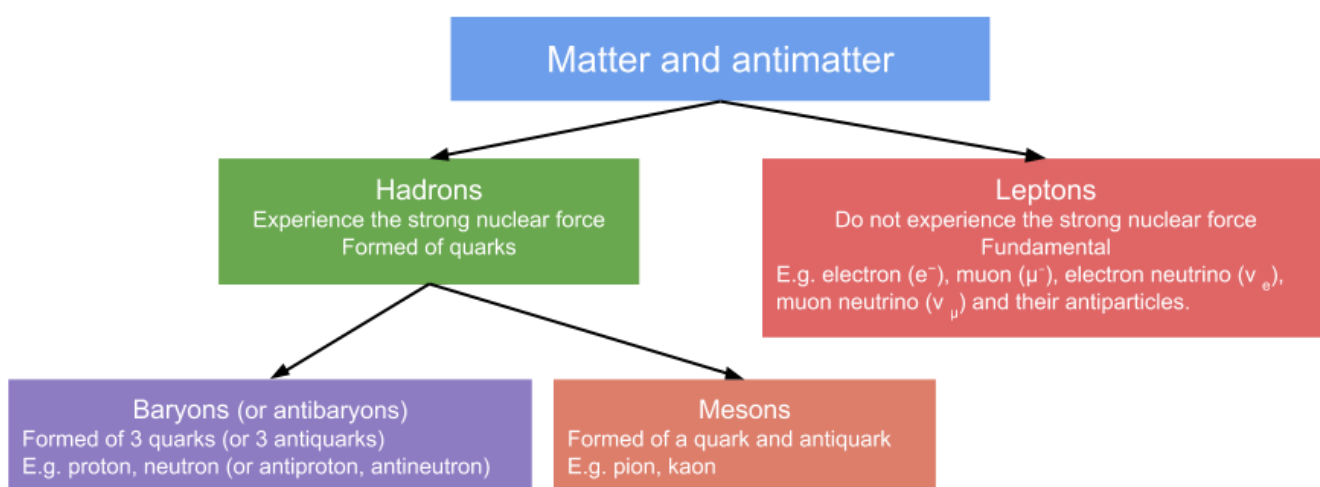 Matter and antimatter
Hadrons
Experience the strong nuclear force
Formed of quarks
Leptons
Do not experience the strong nuclear force
Fundamental
E.g. electron (e⁻), muon (μ⁻), electron neutrino (v ₑ),
muon neutrino (v μ) and their antiparticles.
Baryons (or antibaryons)
Formed of 3 quarks (or 3 antiquarks)
E.g. proton, neutron (or antiproton, antineutron)
Mesons
Formed of a quark and antiquark
E.g. pion, kaon